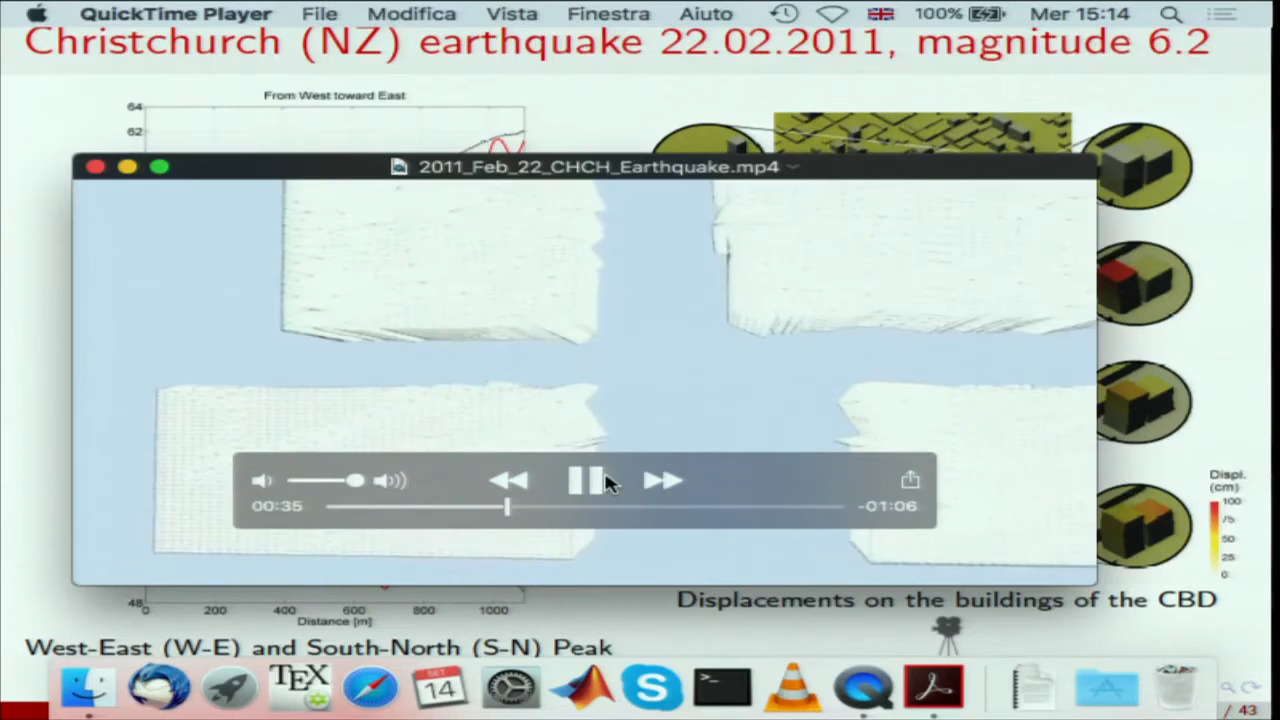 QuickTime Player File Modifica Vista Finestra Aiuto 100% Mer 15:14
Christchurch (NZ) earthquake 22.02.2011, magnitude 6.2
From West toward East
64
62
2011_Feb_22_CHCH_Earthquake.mp4
00:35
-01:06
Displ.
(cm)
100
75
50
25
0
48
0 200 400 600 800 1000
Distance [m]
Displacements on the buildings of the CBD
West-East (W-E) and South-North (S-N) Peak
TEX
SET
14
S
/ 43